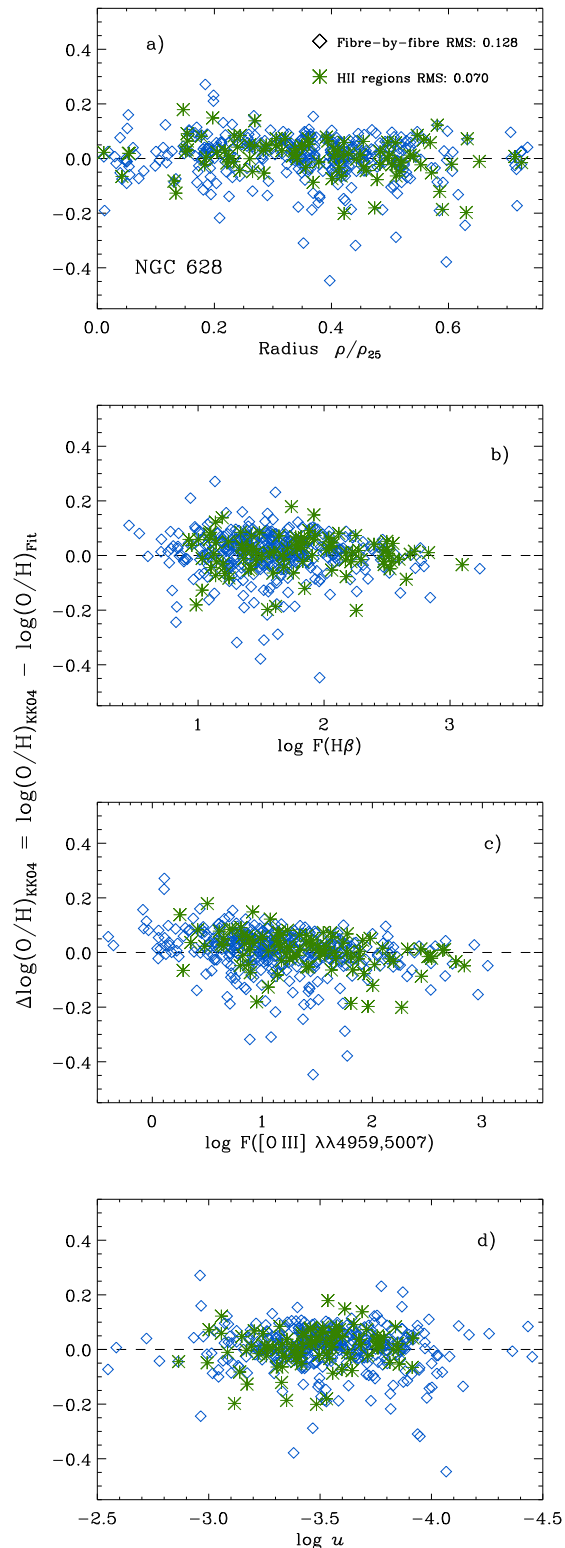 a)
Fibre-by-fibre RMS: 0.128
HII regions RMS: 0.070
NGC 628
0.4
0.2
0.0
−0.2
−0.4
0.0 0.2 0.4 0.6
Radius ρ/ρ25
b)
0.4
0.2
0.0
−0.2
−0.4
1 2 3
log F(Hβ)
Δlog(O/H)KK04 = log(O/H)KK04 − log(O/H)Fit
c)
0.4
0.2
0.0
−0.2
−0.4
0 1 2 3
log F([O III] λλ4959,5007)
d)
0.4
0.2
0.0
−0.2
−0.4
−2.5 −3.0 −3.5 −4.0 −4.5
log u